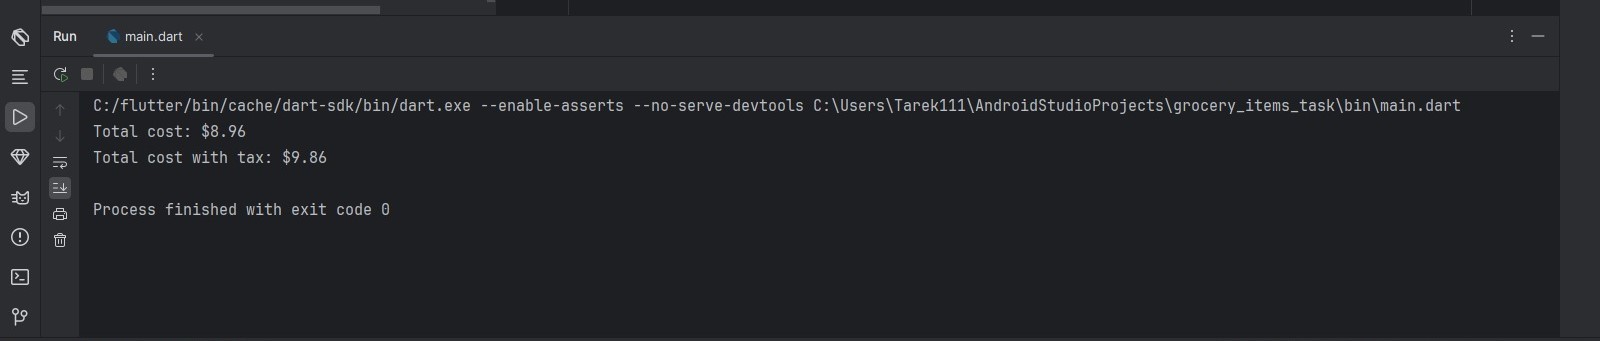 Run main.dart
C:/flutter/bin/cache/dart-sdk/bin/dart.exe --enable-asserts --no-serve-devtools C:\Users\Tarek111\AndroidStudioProjects\grocery_items_task\bin\main.dart
Total cost: $8.96
Total cost with tax: $9.86
Process finished with exit code 0